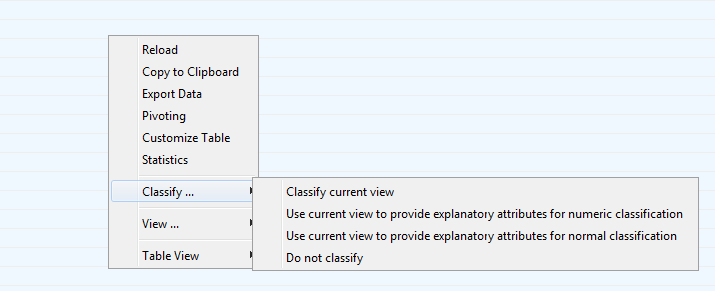 Reload
Copy to Clipboard
Export Data
Pivoting
Customize Table
Statistics
Classify ...
Classify current view
Use current view to provide explanatory attributes for numeric classification
Use current view to provide explanatory attributes for normal classification
Do not classify
View ...
Table View